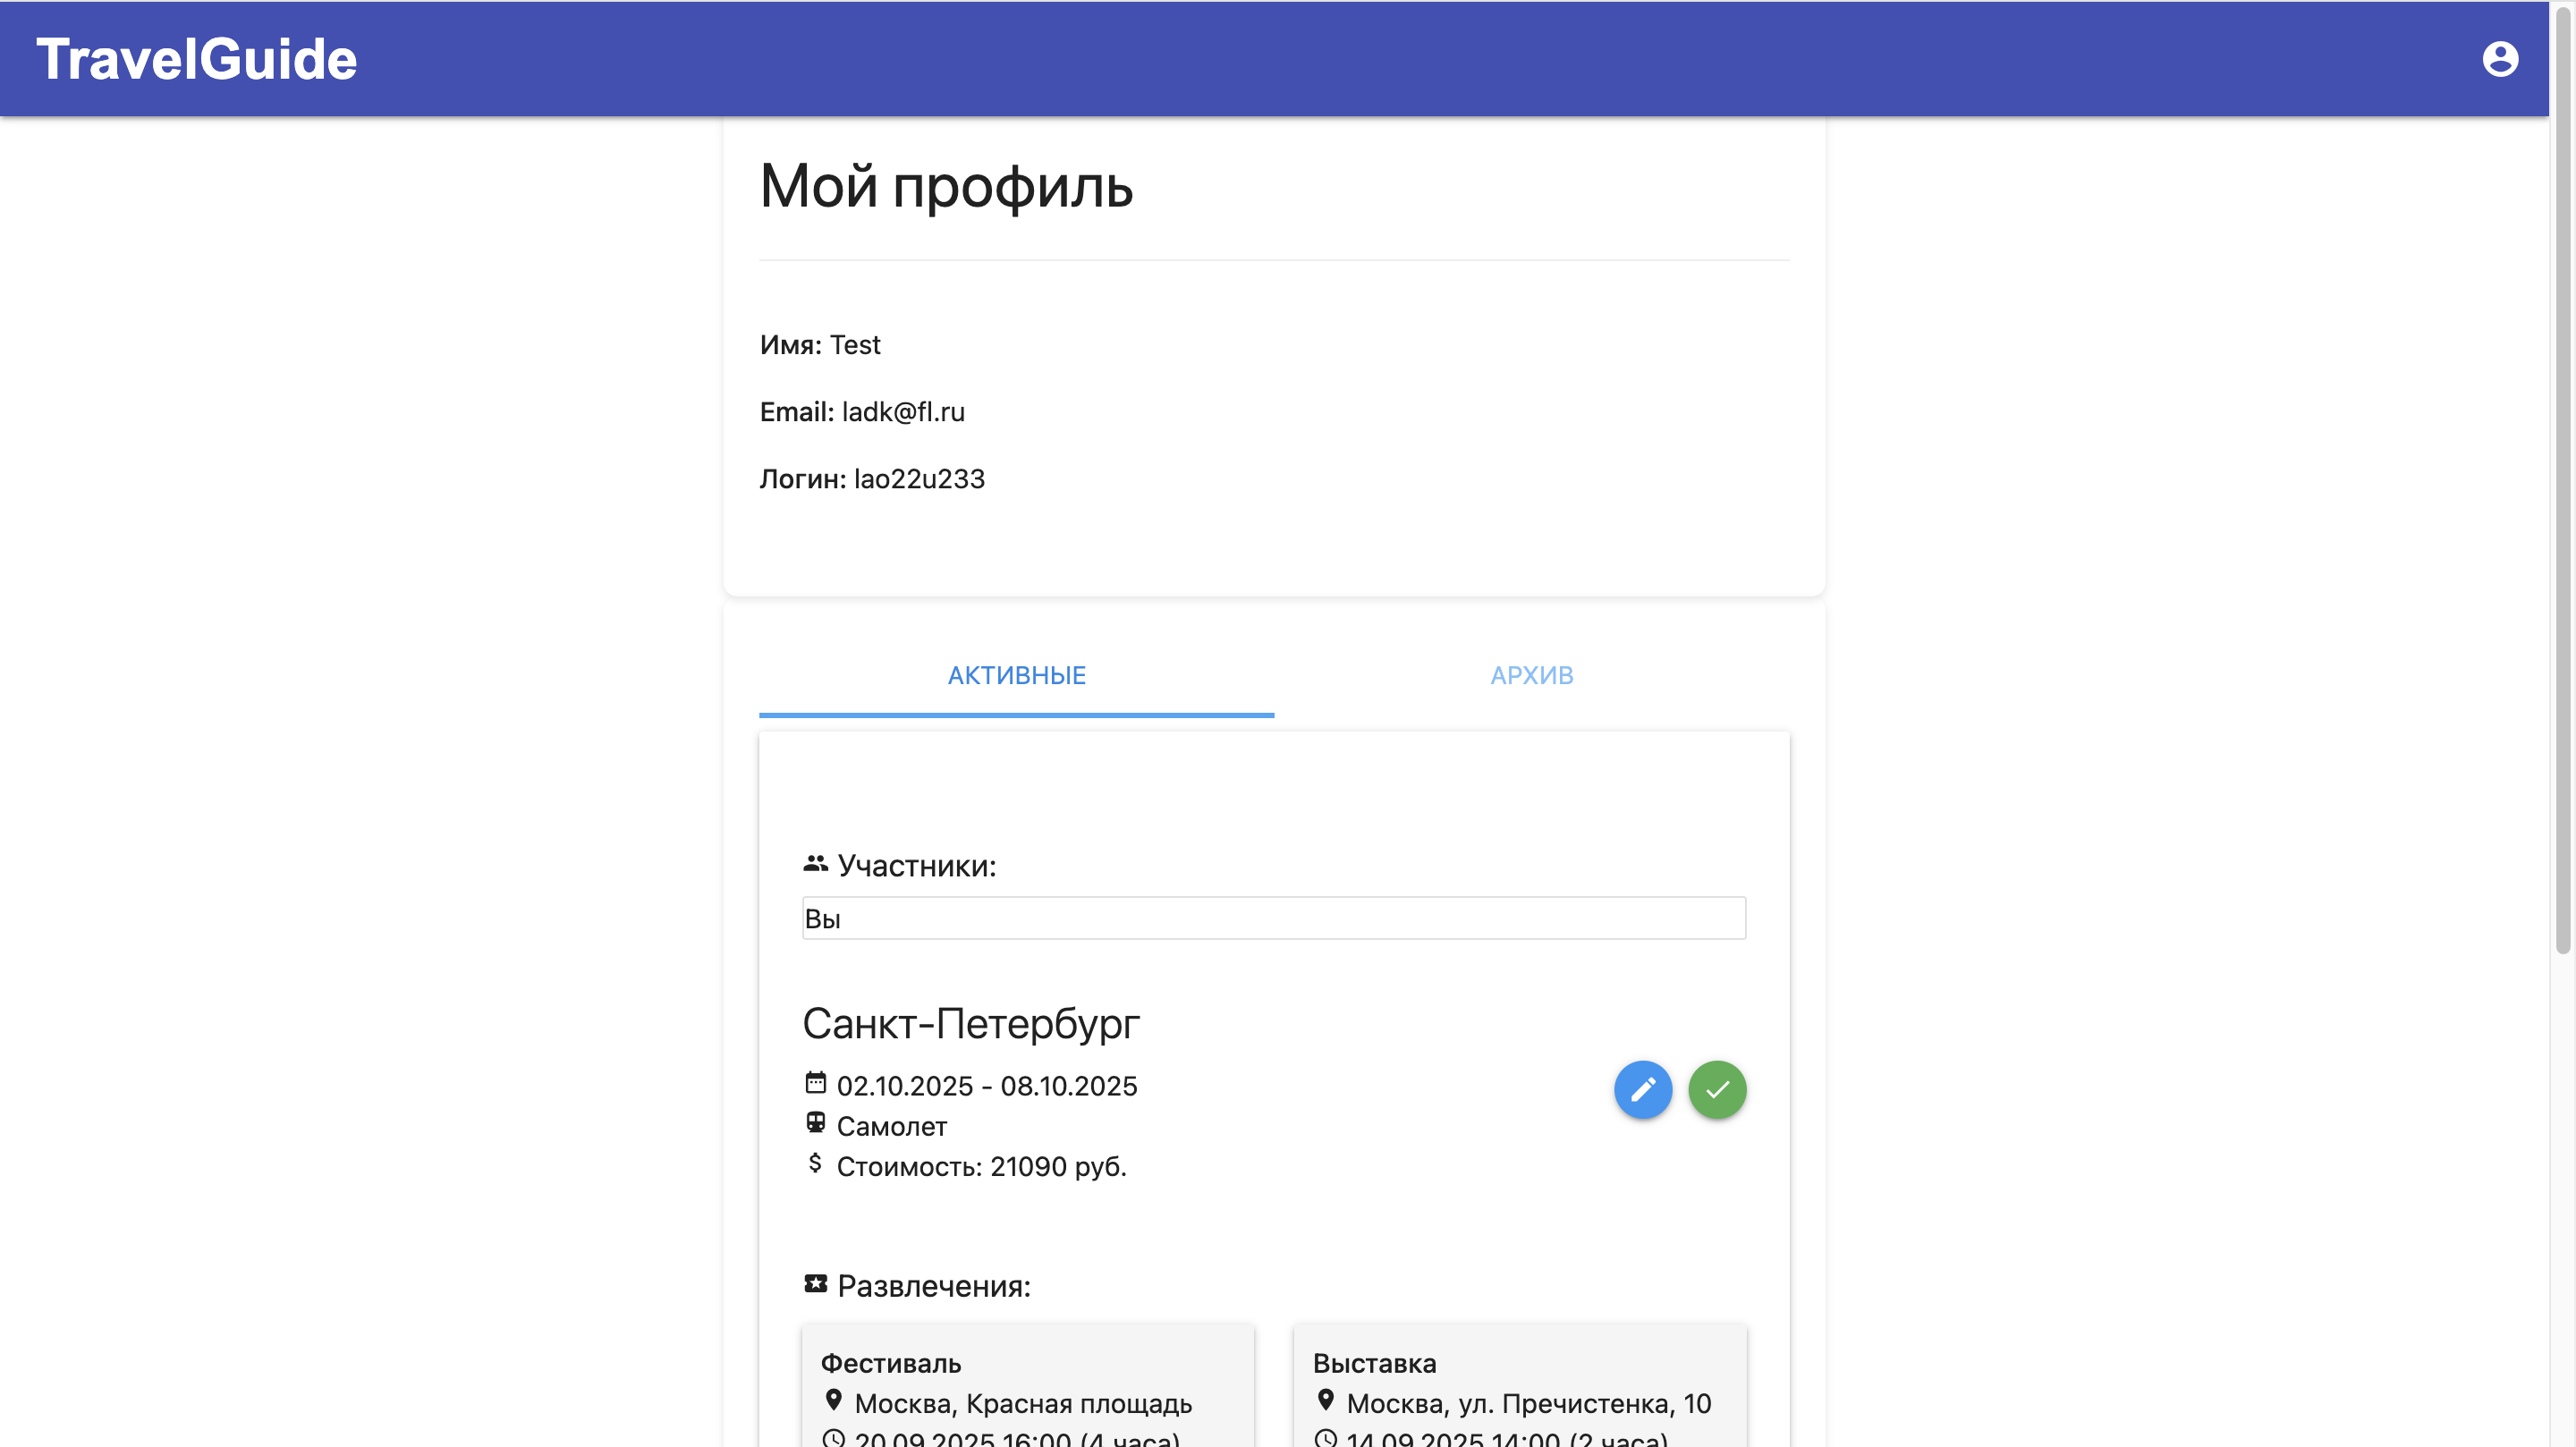 TravelGuide
Мой профиль
Имя: Test
Email: ladk@fl.ru
Логин: lao22u233
АКТИВНЫЕ
АРХИВ
Участники:
Вы
Санкт-Петербург
02.10.2025 - 08.10.2025
Самолет
Стоимость: 21090 руб.
Развлечения:
Фестиваль
Москва, Красная площадь
20.09.2025 16:00 (4 часа)
Выставка
Москва, ул. Пречистенка, 10
14.09.2025 14:00 (2 часа)